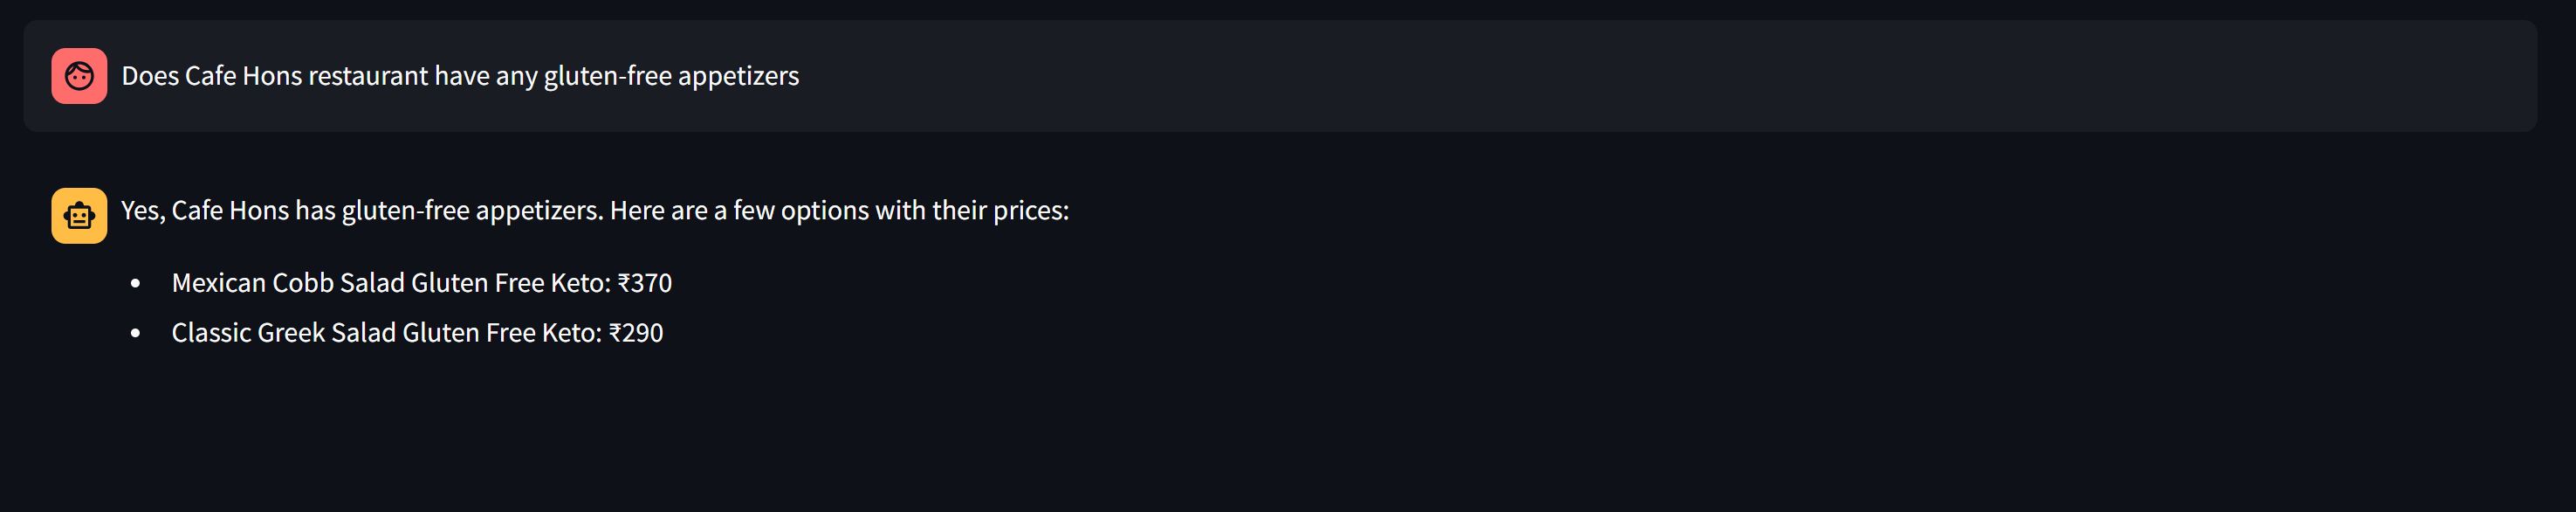 Does Cafe Hons restaurant have any gluten-free appetizers
Yes, Cafe Hons has gluten-free appetizers. Here are a few options with their prices:
• Mexican Cobb Salad Gluten Free Keto: ₹370
• Classic Greek Salad Gluten Free Keto: ₹290